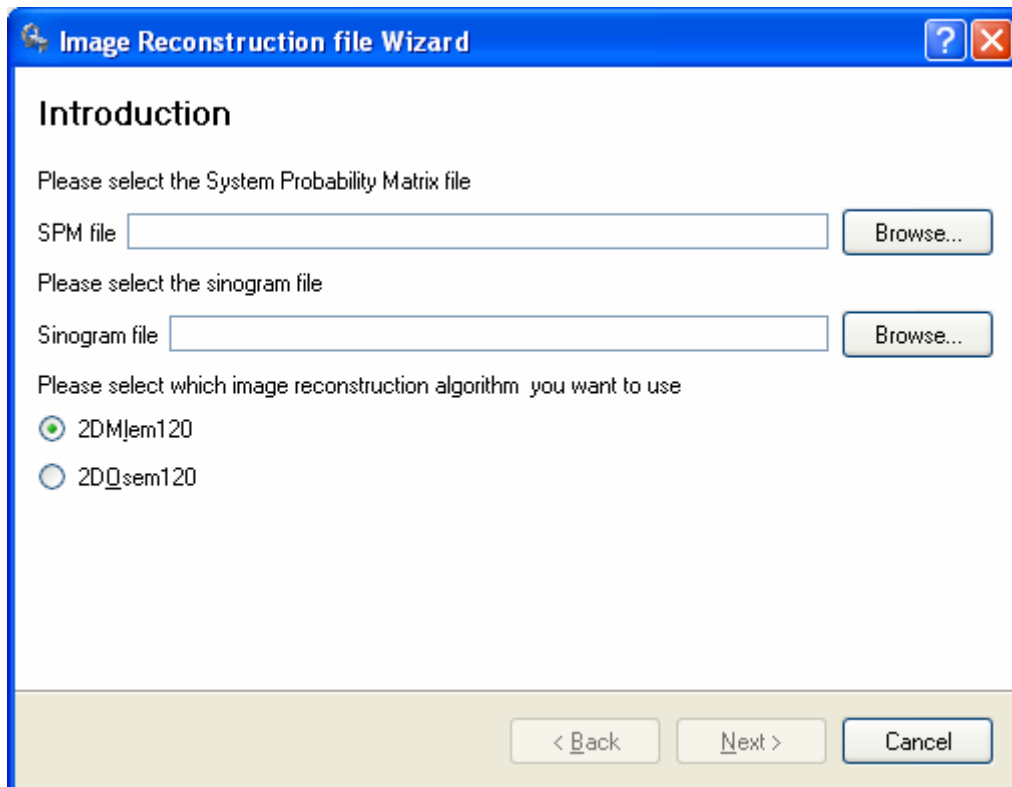 Image Reconstruction file Wizard
Introduction
Please select the System Probability Matrix file
SPM file
Browse...
Please select the sinogram file
Sinogram file
Browse...
Please select which image reconstruction algorithm you want to use
2DMlem120
2DOsem120
< Back
Next >
Cancel